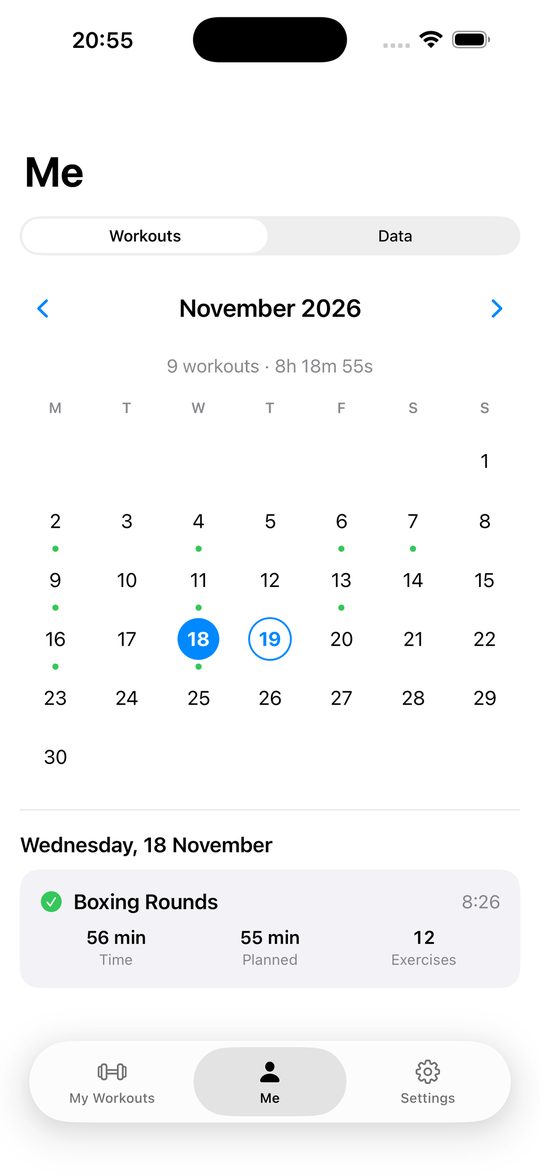 20:55
Me
Workouts Data
November 2026
9 workouts · 8h 18m 55s
M T W T F S S
1
2 3 4 5 6 7 8
9 10 11 12 13 14 15
16 17 18 19 20 21 22
23 24 25 26 27 28 29
30
Wednesday, 18 November
Boxing Rounds 8:26
56 min 55 min 12
Time Planned Exercises
My Workouts Me Settings